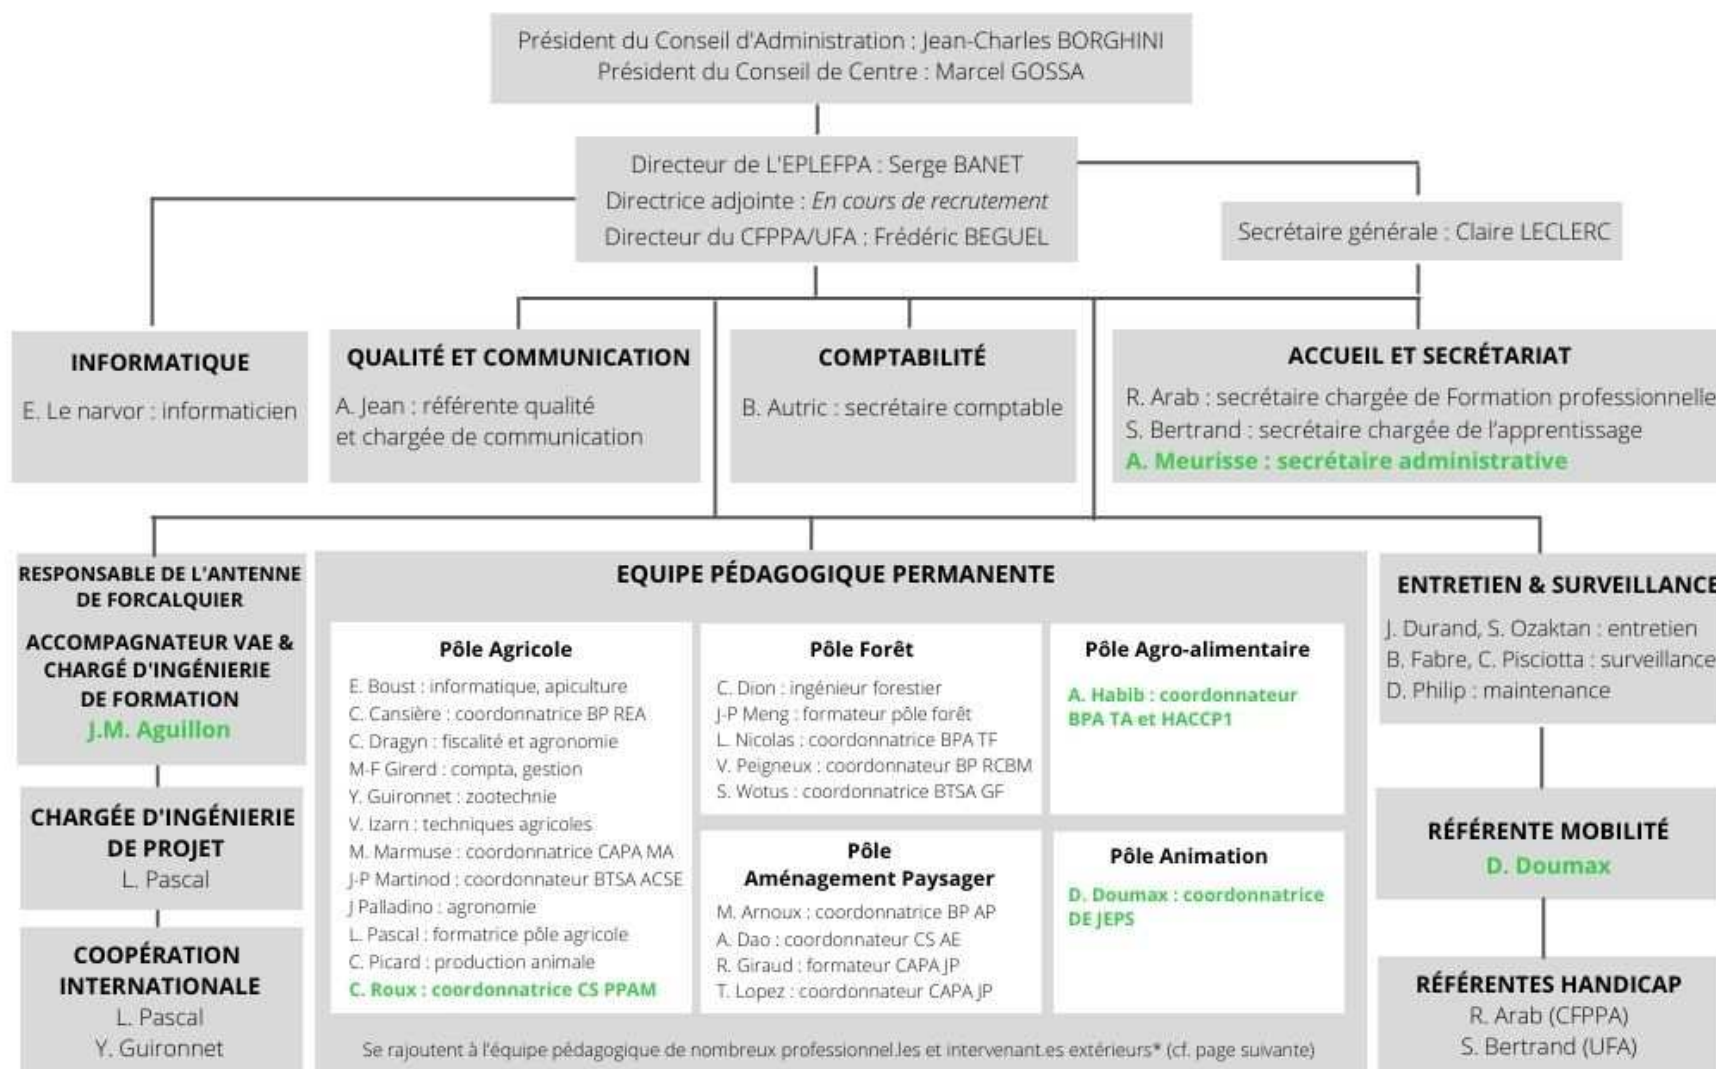 Président du Conseil d'Administration : Jean-Charles BORGHINI
Président du Conseil de Centre : Marcel GOSSA
Directeur de L'EPLEFPA : Serge BANET
Directrice adjointe : En cours de recrutement
Directeur du CFPPA/UFA : Frédéric BEGUEL
Secrétaire générale : Claire LECLERC
INFORMATIQUE
E. Le narvor : informaticien
QUALITÉ ET COMMUNICATION
A. Jean : référente qualité
et chargée de communication
COMPTABILITÉ
B. Autric : secrétaire comptable
ACCUEIL ET SECRÉTARIAT
R. Arab : secrétaire chargée de Formation professionnelle
S. Bertrand : secrétaire chargée de l'apprentissage
A. Meurisse : secrétaire administrative
RESPONSABLE DE L'ANTENNE
DE FORCALQUIER
ACCOMPAGNATEUR VAE &
CHARGÉ D'INGÉNIERIE
DE FORMATION
J.M. Aguillon
CHARGÉE D'INGÉNIERIE
DE PROJET
L. Pascal
COOPÉRATION
INTERNATIONALE
L. Pascal
Y. Guironnet
EQUIPE PÉDAGOGIQUE PERMANENTE
Pôle Agricole
E. Boust : informatique, apiculture
C. Cansière : coordonnatrice BP REA
C. Dragyn : fiscalité et agronomie
M-F Girerd : compta, gestion
Y. Guironnet : zootechnie
V. Izarn : techniques agricoles
M. Marmuse : coordonnatrice CAPA MA
J-P Martinod : coordonnateur BTSA ACSE
J Palladino : agronomie
L. Pascal : formatrice pôle agricole
C. Picard : production animale
C. Roux : coordonnatrice CS PPAM
Pôle Forêt
C. Dion : ingénieur forestier
J-P Meng : formateur pôle forêt
L. Nicolas : coordonnatrice BPA TF
V. Peigneux : coordonnateur BP RCBM
S. Wotus : coordonnatrice BTSA GF
Pôle Agro-alimentaire
A. Habib : coordonnateur
BPA TA et HACCP1
Pôle
Aménagement Paysager
M. Arnoux : coordonnatrice BP AP
A. Dao : coordonnateur CS AE
R. Giraud : formateur CAPA JP
T. Lopez : coordonnateur CAPA JP
Pôle Animation
D. Doumax : coordonnatrice
DE JEPS
Se rajoutent à l'équipe pédagogique de nombreux professionnel.les et intervenant.es extérieurs* (cf. page suivante)
ENTRETIEN & SURVEILLANCE
J. Durand, S. Ozaktan : entretien
B. Fabre, C. Pisciotta : surveillance
D. Philip : maintenance
RÉFÉRENTE MOBILITÉ
D. Doumax
RÉFÉRENTES HANDICAP
R. Arab (CFPPA)
S. Bertrand (UFA)